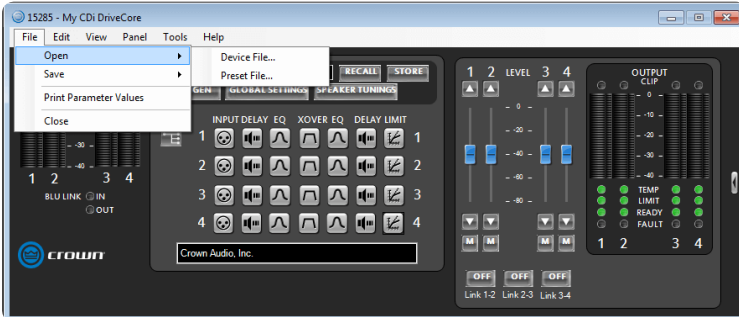 15285 - My CDi DriveCore
File Edit View Panel Tools Help
Open
Save
Print Parameter Values
Close
Device File...
Preset File...
RECALL STORE
GEN GLOBAL SETTINGS SPEAKER TUNINGS
INPUT DELAY EQ XOVER EQ DELAY LIMIT
1 1
2 2
3 3
4 4
Crown Audio, Inc.
-30
-40
1 2 3 4
BLU LINK IN
OUT
crown
1 2 LEVEL 3 4
- 0 -
- 20 -
- 40 -
- 60 -
- 80 -
M M M M
OFF OFF OFF
Link 1-2 Link 2-3 Link 3-4
OUTPUT
CLIP
- 0 -
- 10 -
- 20 -
- 30 -
- 40 -
TEMP
LIMIT
READY
FAULT
1 2 3 4